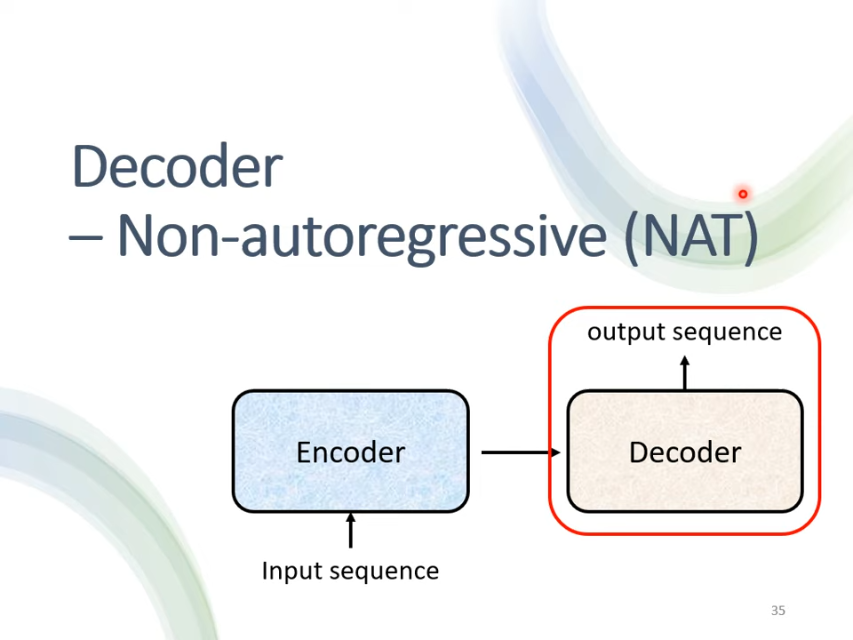 Decoder
– Non-autoregressive (NAT)
output sequence
Encoder
Decoder
Input sequence
35